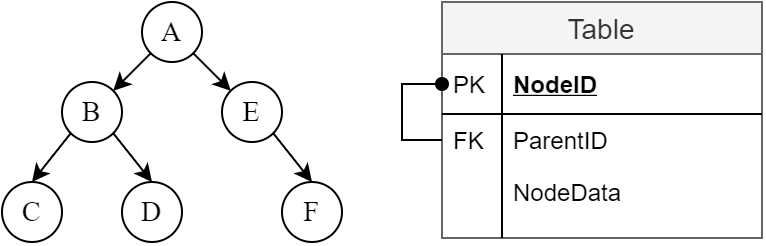 A
B E
C D F
Table
PK NodeID
FK ParentID
NodeData